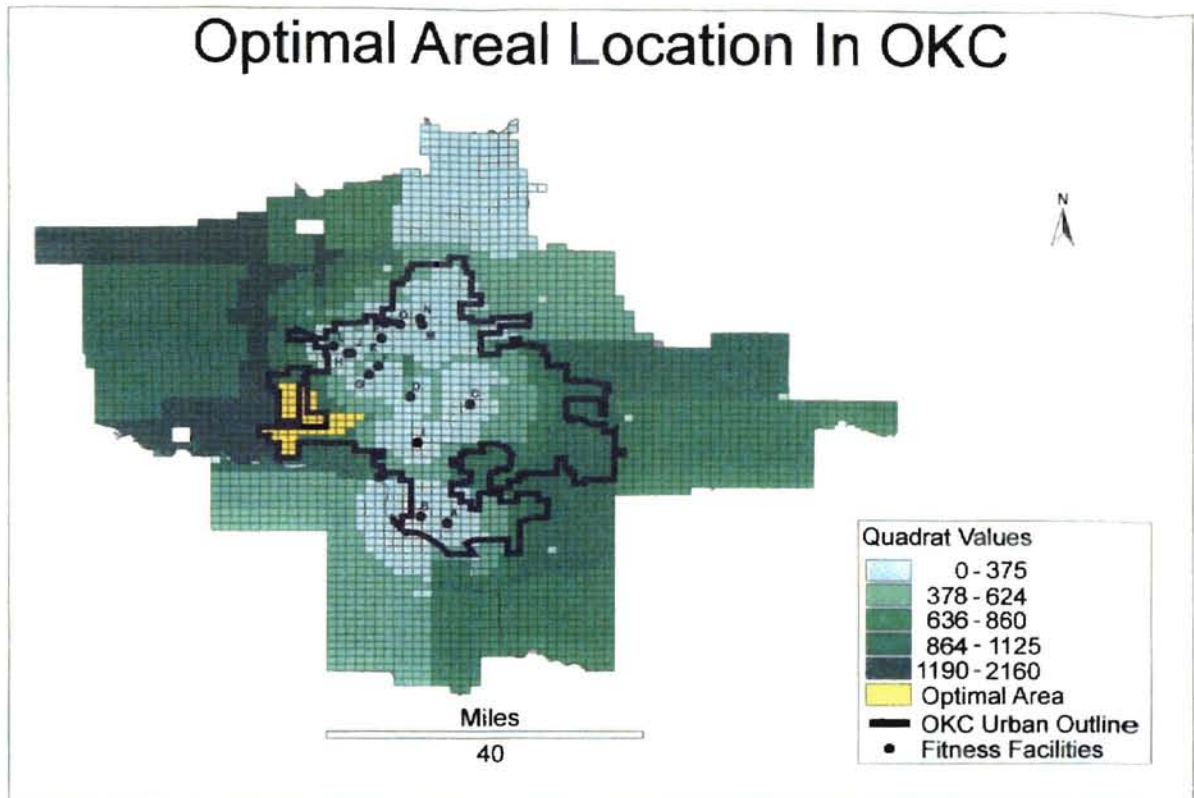 Optimal Areal Location In OKC
N
Quadrat Values
0 - 375
378 - 624
636 - 860
864 - 1125
1190 - 2160
Optimal Area
OKC Urban Outline
Fitness Facilities
Miles
40